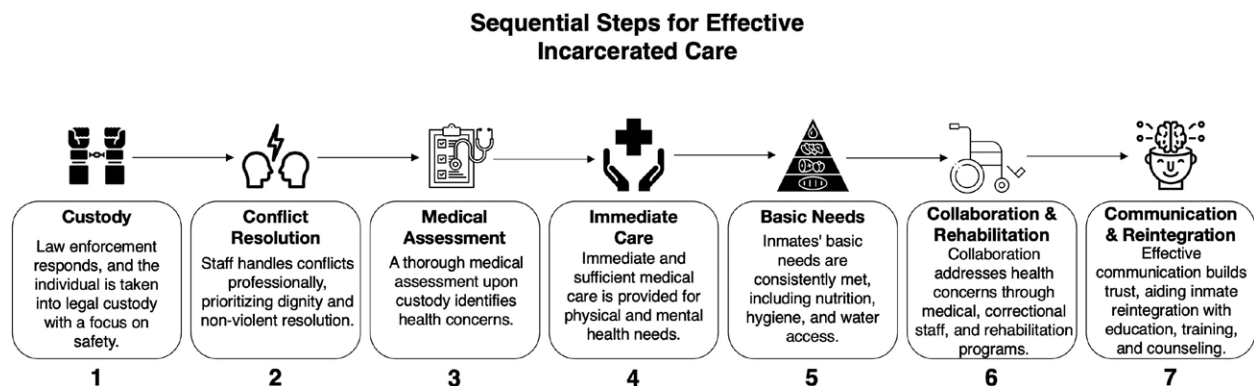 Sequential Steps for Effective
Incarcerated Care
Custody
Law enforcement
responds, and the
individual is taken
into legal custody
with a focus on
safety.
1
Conflict
Resolution
Staff handles conflicts
professionally,
prioritizing dignity and
non-violent resolution.
2
Medical
Assessment
A thorough medical
assessment upon
custody identifies
health concerns.
3
Immediate
Care
Immediate and
sufficient medical
care is provided for
physical and mental
health needs.
4
Basic Needs
Inmates' basic
needs are
consistently met,
including nutrition,
hygiene, and water
access.
5
Collaboration &
Rehabilitation
Collaboration
addresses health
concerns through
medical, correctional
staff, and rehabilitation
programs.
6
Communication
& Reintegration
Effective
communication builds
trust, aiding inmate
reintegration with
education, training,
and counseling.
7